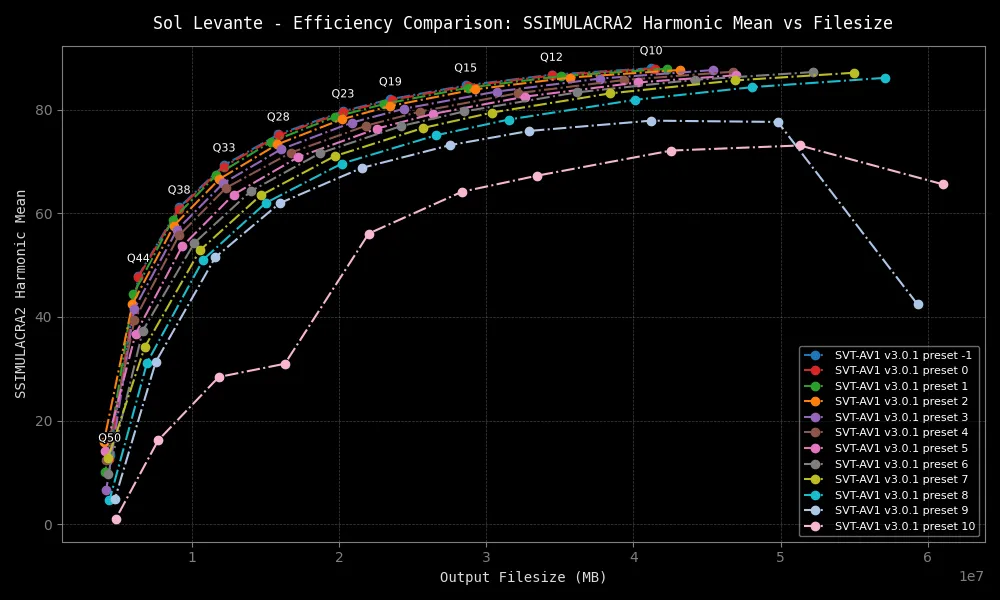 Sol Levante - Efficiency Comparison: SSIMULACRA2 Harmonic Mean vs Filesize
SSIMULACRA2 Harmonic Mean
80
60
40
20
0
Q10
Q12
Q15
Q19
Q23
Q28
Q33
Q38
Q44
Q50
SVT-AV1 v3.0.1 preset -1
SVT-AV1 v3.0.1 preset 0
SVT-AV1 v3.0.1 preset 1
SVT-AV1 v3.0.1 preset 2
SVT-AV1 v3.0.1 preset 3
SVT-AV1 v3.0.1 preset 4
SVT-AV1 v3.0.1 preset 5
SVT-AV1 v3.0.1 preset 6
SVT-AV1 v3.0.1 preset 7
SVT-AV1 v3.0.1 preset 8
SVT-AV1 v3.0.1 preset 9
SVT-AV1 v3.0.1 preset 10
1 2 3 4 5 6
1e7
Output Filesize (MB)